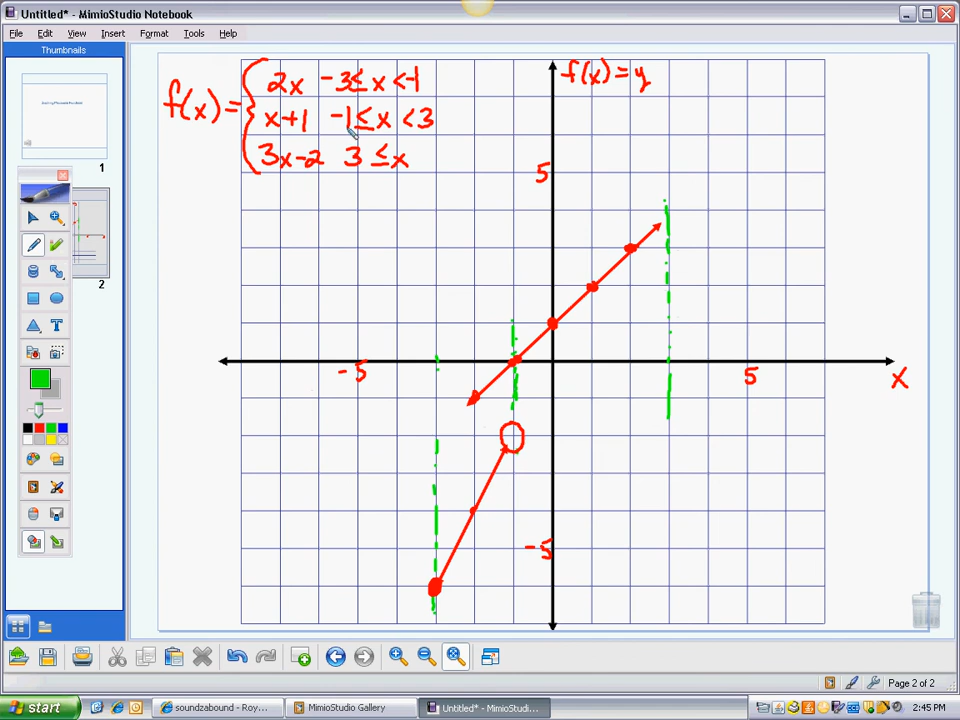 Untitled* - MimioStudio Notebook
File Edit View Insert Format Tools Help
Thumbnails
1
2
f(x)= { 2x -3≤x<-1
x+1 -1≤x<3
3x-2 3≤x
f(x)=y
5
-5
5
x
-5
Page 2 of 2
start
soundzabound - Roy...
MimioStudio Gallery
Untitled* - MimioStudi...
2:45 PM